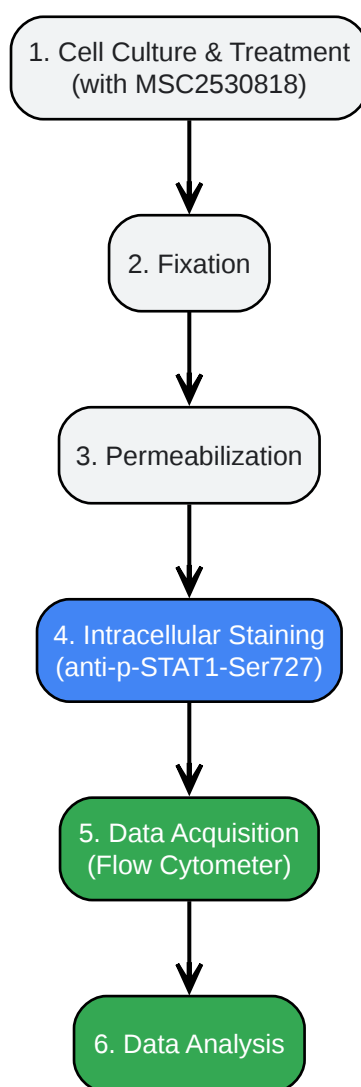 1. Cell Culture & Treatment
(with MSC2530818)
2. Fixation
3. Permeabilization
4. Intracellular Staining
(anti-p-STAT1-Ser727)
5. Data Acquisition
(Flow Cytometer)
6. Data Analysis